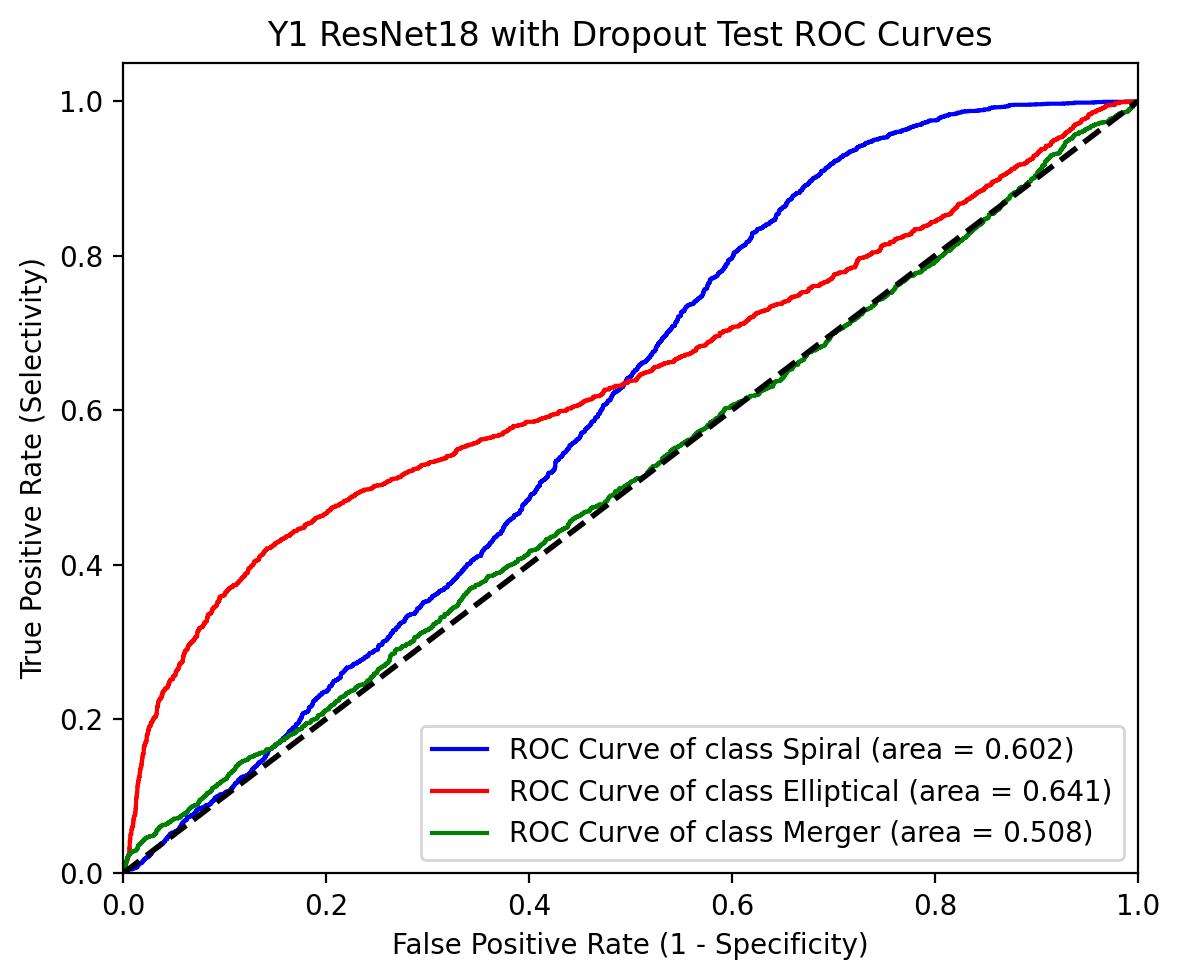 Y1 ResNet18 with Dropout Test ROC Curves
True Positive Rate (Selectivity)
1.0
0.8
0.6
0.4
0.2
0.0
ROC Curve of class Spiral (area = 0.602)
ROC Curve of class Elliptical (area = 0.641)
ROC Curve of class Merger (area = 0.508)
0.0 0.2 0.4 0.6 0.8 1.0
False Positive Rate (1 - Specificity)